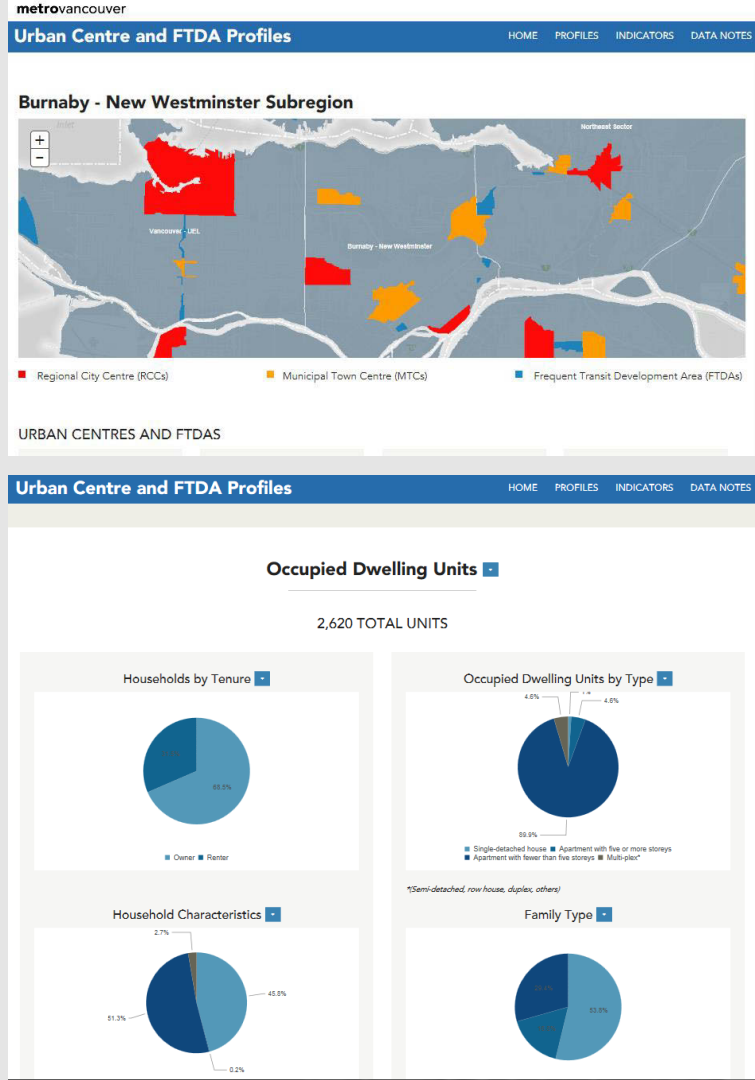 metrovancouver
Urban Centre and FTDA Profiles HOME PROFILES INDICATORS DATA NOTES
Burnaby - New Westminster Subregion
Inlet
Northeast Sector
+
−
Vancouver - UEL
Burnaby - New Westminster
Regional City Centre (RCCs) Municipal Town Centre (MTCs) Frequent Transit Development Area (FTDAs)
URBAN CENTRES AND FTDAS
Urban Centre and FTDA Profiles HOME PROFILES INDICATORS DATA NOTES
Occupied Dwelling Units
2,620 TOTAL UNITS
Households by Tenure
68.5%
Owner Renter
Occupied Dwelling Units by Type
4.6%
4.6%
89.9%
Single-detached house Apartment with five or more storeys
Apartment with fewer than five storeys Multi-plex*
*(Semi-detached, row house, duplex, others)
Household Characteristics
2.7%
45.8%
51.3%
0.2%
Family Type
53.8%